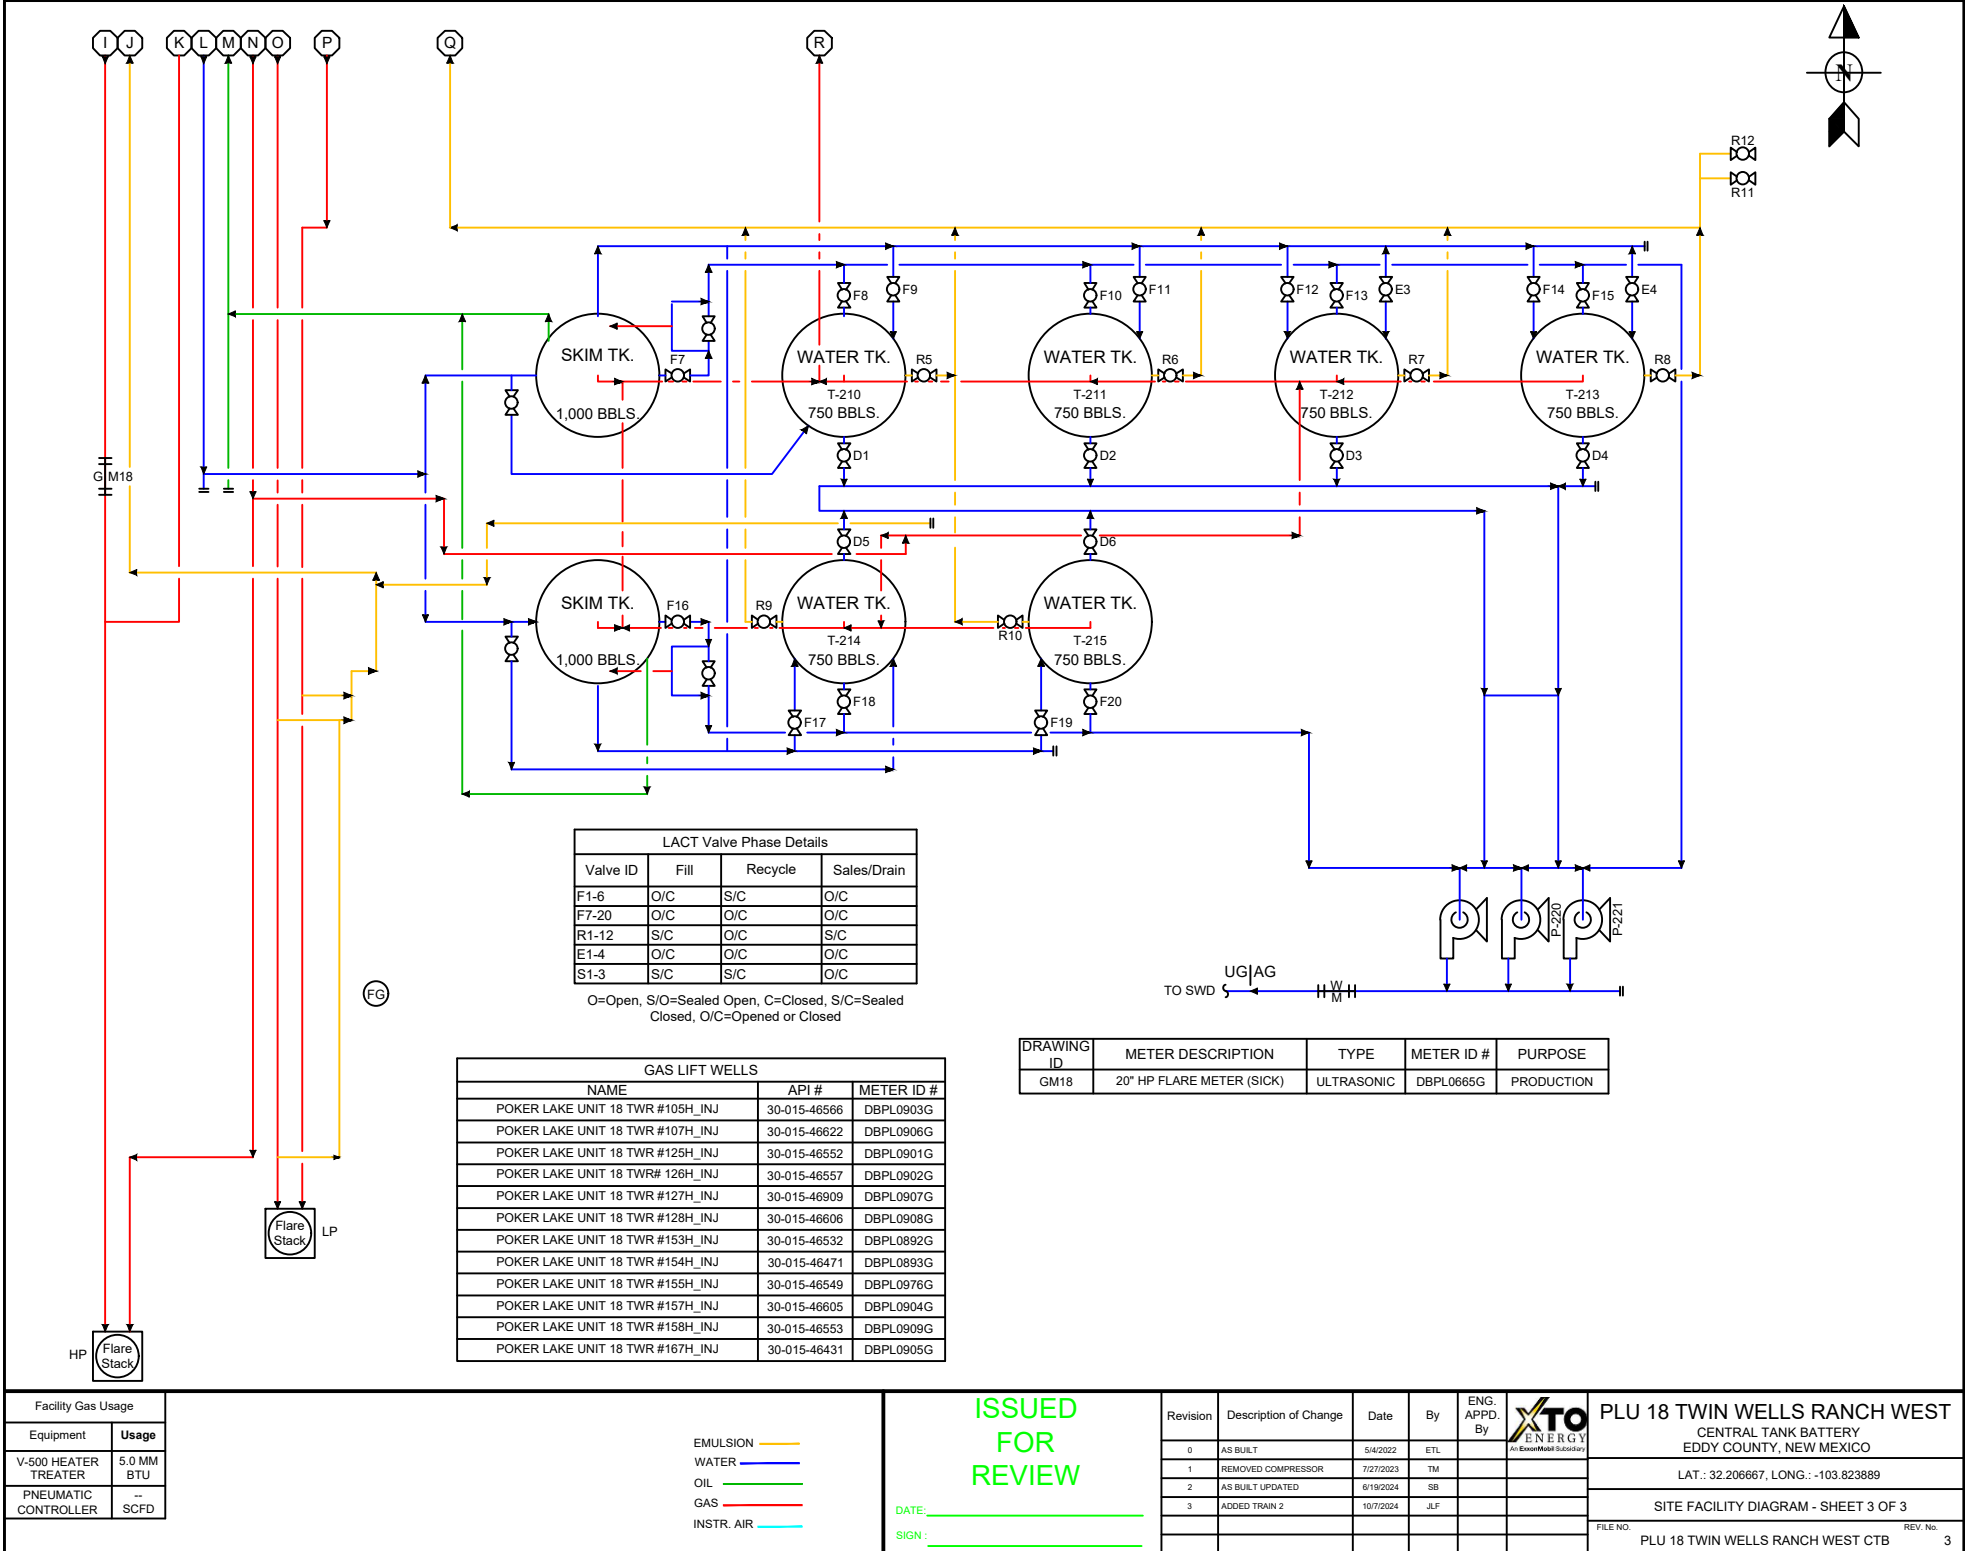 I J K L M N O P Q R
N
R12
R11
F8 F9 F10 F11 F12 F13 E3 F14 F15 E4
SKIM TK.
1,000 BBLS.
F7
WATER TK.
T-210
750 BBLS.
R5
WATER TK.
T-211
750 BBLS.
R6
WATER TK.
T-212
750 BBLS.
R7
WATER TK.
T-213
750 BBLS.
R8
D1 D2 D3 D4
G M18
D5 D6
SKIM TK.
1,000 BBLS.
F16
R9
WATER TK.
T-214
750 BBLS.
R10
WATER TK.
T-215
750 BBLS.
F17 F18 F19 F20
LACT Valve Phase Details
Valve ID Fill Recycle Sales/Drain
F1-6 O/C S/C O/C
F7-20 O/C O/C O/C
R1-12 S/C O/C S/C
E1-4 O/C O/C O/C
S1-3 S/C S/C O/C
O=Open, S/O=Sealed Open, C=Closed, S/C=Sealed
Closed, O/C=Opened or Closed
P-220
P-221
UG|AG
TO SWD
W
M
FG
DRAWING
ID METER DESCRIPTION TYPE METER ID # PURPOSE
GM18 20" HP FLARE METER (SICK) ULTRASONIC DBPL0665G PRODUCTION
GAS LIFT WELLS
NAME API # METER ID #
POKER LAKE UNIT 18 TWR #105H_INJ 30-015-46566 DBPL0903G
POKER LAKE UNIT 18 TWR #107H_INJ 30-015-46622 DBPL0906G
POKER LAKE UNIT 18 TWR #125H_INJ 30-015-46552 DBPL0901G
POKER LAKE UNIT 18 TWR# 126H_INJ 30-015-46557 DBPL0902G
POKER LAKE UNIT 18 TWR #127H_INJ 30-015-46909 DBPL0907G
POKER LAKE UNIT 18 TWR #128H_INJ 30-015-46606 DBPL0908G
POKER LAKE UNIT 18 TWR #153H_INJ 30-015-46532 DBPL0892G
POKER LAKE UNIT 18 TWR #154H_INJ 30-015-46471 DBPL0893G
POKER LAKE UNIT 18 TWR #155H_INJ 30-015-46549 DBPL0976G
POKER LAKE UNIT 18 TWR #157H_INJ 30-015-46605 DBPL0904G
POKER LAKE UNIT 18 TWR #158H_INJ 30-015-46553 DBPL0909G
POKER LAKE UNIT 18 TWR #167H_INJ 30-015-46431 DBPL0905G
Flare
Stack
LP
HP
Flare
Stack
Facility Gas Usage
Equipment Usage
V-500 HEATER
TREATER
5.0 MM
BTU
PNEUMATIC
CONTROLLER
--
SCFD
EMULSION
WATER
OIL
GAS
INSTR. AIR
ISSUED
FOR
REVIEW
DATE:
SIGN :
Revision Description of Change Date By
ENG.
APPD.
By
0 AS BUILT 5/4/2022 ETL
1 REMOVED COMPRESSOR 7/27/2023 TM
2 AS BUILT UPDATED 6/19/2024 SB
3 ADDED TRAIN 2 10/7/2024 JLF
XTO
ENERGY
An ExxonMobil Subsidiary
PLU 18 TWIN WELLS RANCH WEST
CENTRAL TANK BATTERY
EDDY COUNTY, NEW MEXICO
LAT.: 32.206667, LONG.: -103.823889
SITE FACILITY DIAGRAM - SHEET 3 OF 3
FILE NO. REV. No.
PLU 18 TWIN WELLS RANCH WEST CTB 3